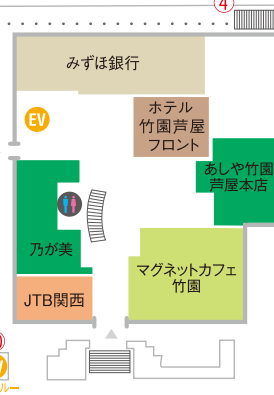 ④
みずほ銀行
EV
ホテル
竹園芦屋
フロント
あしや竹園
芦屋本店
乃が美
マグネットカフェ
竹園
JTB関西
ルー